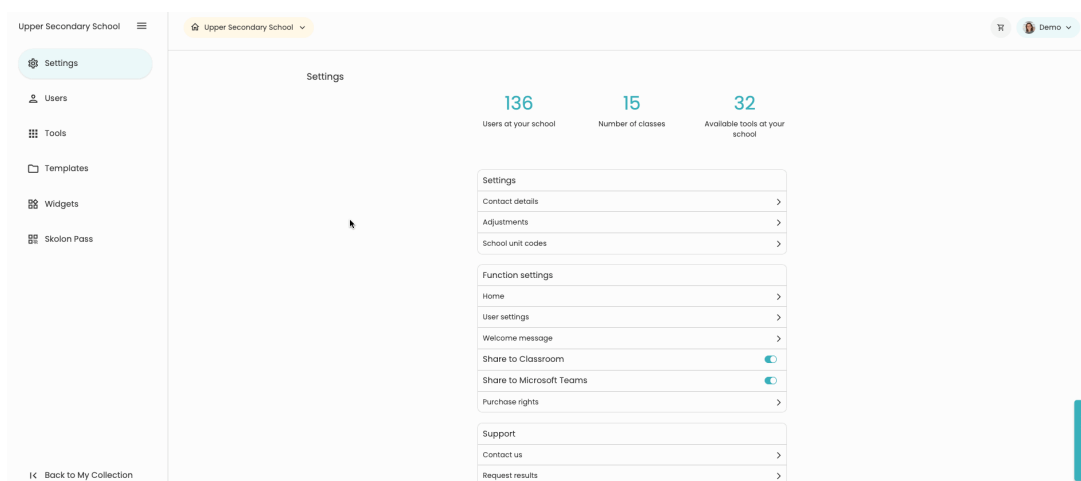 Upper Secondary School
Settings
Users
Tools
Templates
Widgets
Skolon Pass
Back to My Collection
Upper Secondary School
Demo
Settings
136
Users at your school
15
Number of classes
32
Available tools at your
school
Settings
Contact details
Adjustments
School unit codes
Function settings
Home
User settings
Welcome message
Share to Classroom
Share to Microsoft Teams
Purchase rights
Support
Contact us
Request results